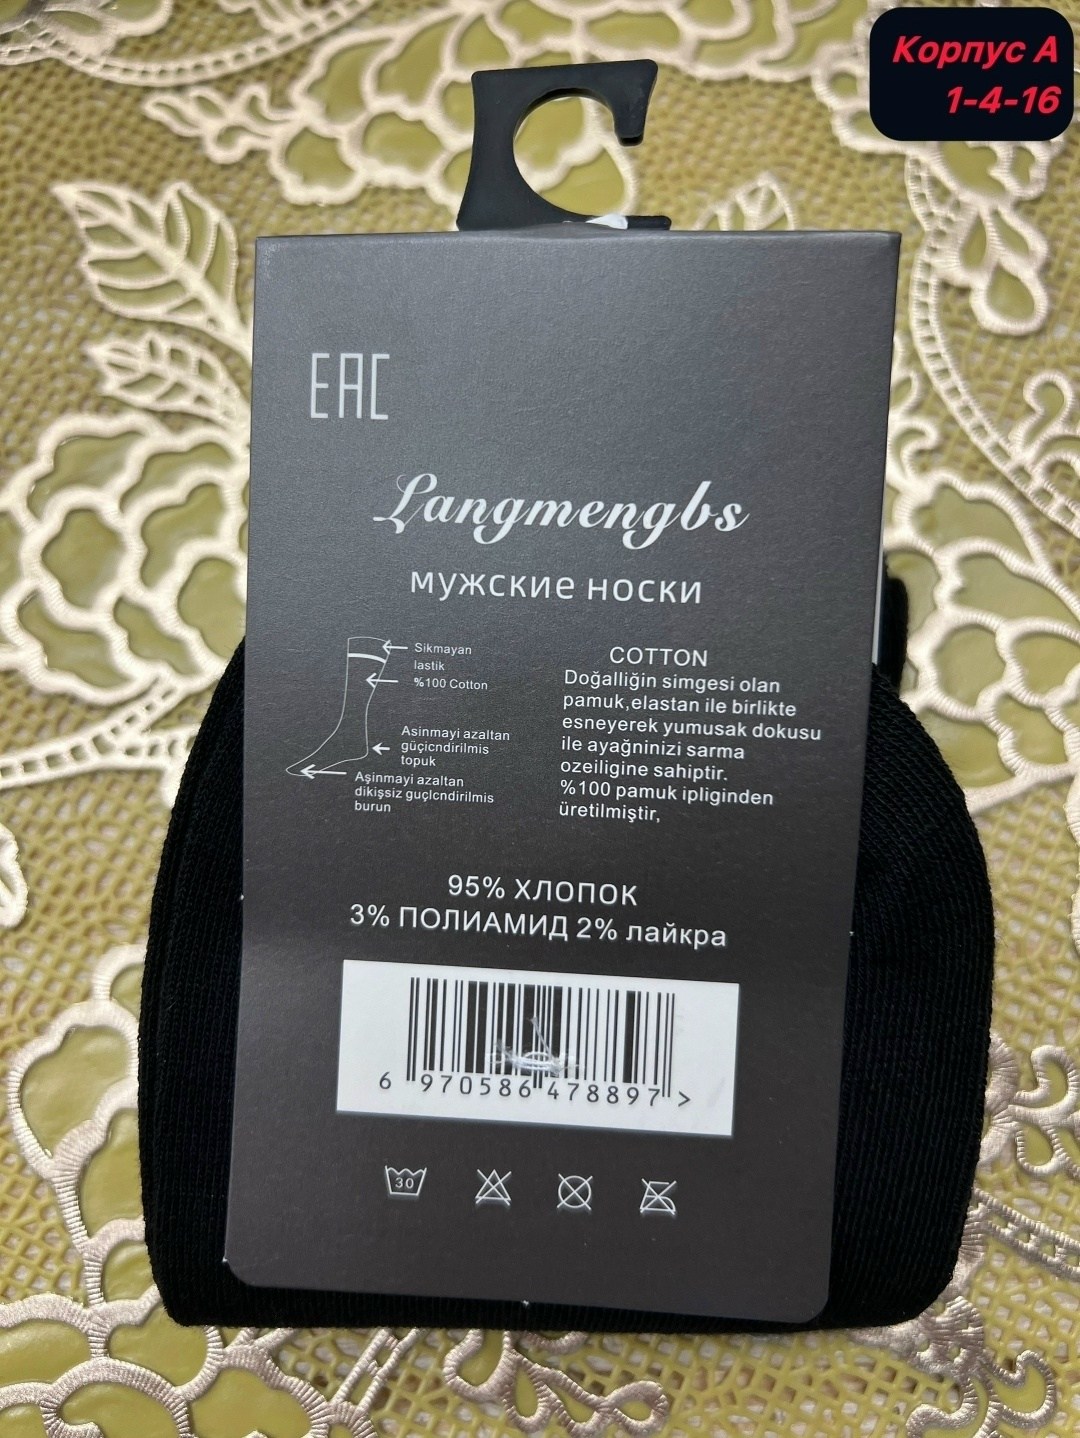 Корпус А
1-4-16
EAC
Langmengbs
мужские носки
Sikmayan
lastik
%100 Cotton
Asinmayi azaltan
güçicndirilmis
topuk
Aşinmayi azaltan
dikişsiz guçlcndirilmis
burun
COTTON
Doğalliğin simgesi olan
pamuk,elastan ile birlikte
esneyerek yumusak dokusu
ile ayağninizi sarma
ozeiligine sahiptir.
%100 pamuk ipliginden
üretilmiştir,
95% ХЛОПОК
3% ПОЛИАМИД 2% лайкра
6 970586 478897 >
30